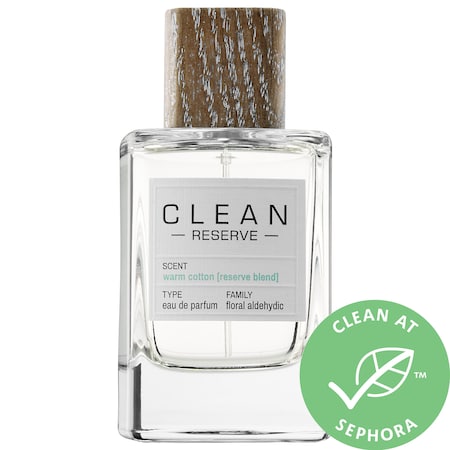 CLEAN
RESERVE
SCENT
warm cotton [reserve blend]
TYPE FAMILY
eau de parfum floral aldehydic
CLEAN AT
™
SEPHORA